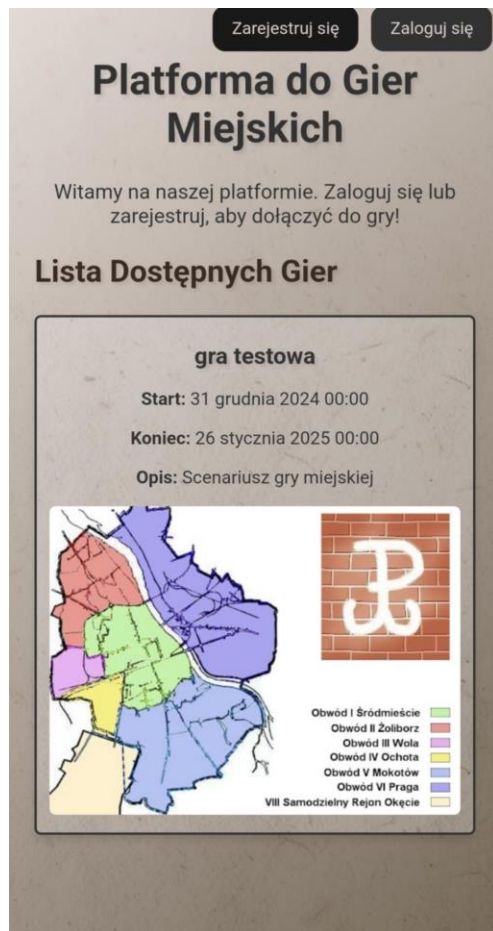 Zarejestruj się
Zaloguj się
Platforma do Gier
Miejskich
Witamy na naszej platformie. Zaloguj się lub
zarejestruj, aby dołączyć do gry!
Lista Dostępnych Gier
gra testowa
Start: 31 grudnia 2024 00:00
Koniec: 26 stycznia 2025 00:00
Opis: Scenariusz gry miejskiej
Obwód I Śródmieście
Obwód II Żoliborz
Obwód III Wola
Obwód IV Ochota
Obwód V Mokotów
Obwód VI Praga
VIII Samodzielny Rejon Okęcie